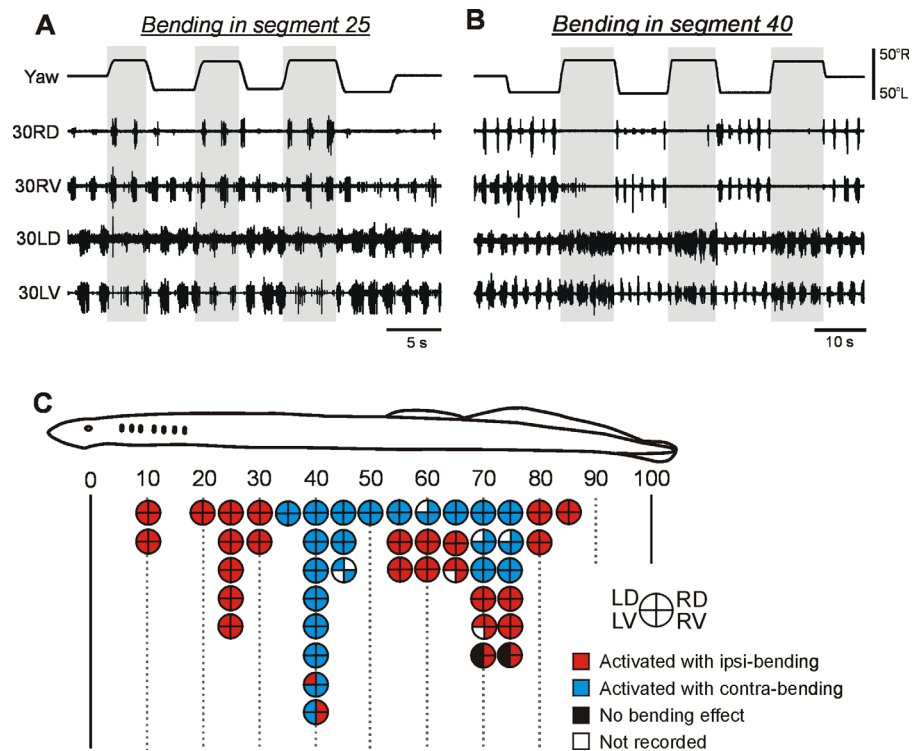 A Bending in segment 25
B Bending in segment 40
Yaw
50°R
50°L
30RD
30RV
30LD
30LV
5 s
10 s
C
0 10 20 30 40 50 60 70 80 90 100
LD RD
LV RV
Activated with ipsi-bending
Activated with contra-bending
No bending effect
Not recorded